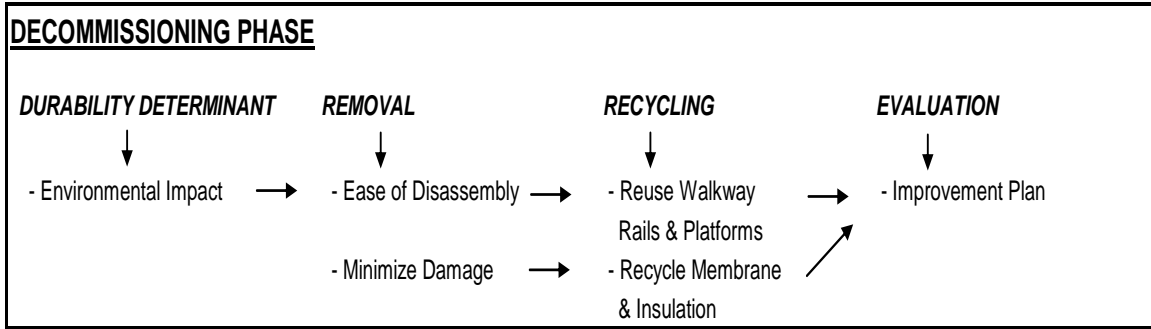 DECOMMISSIONING PHASE
DURABILITY DETERMINANT REMOVAL RECYCLING EVALUATION
- Environmental Impact - Ease of Disassembly - Reuse Walkway - Improvement Plan
Rails & Platforms
- Minimize Damage - Recycle Membrane
& Insulation